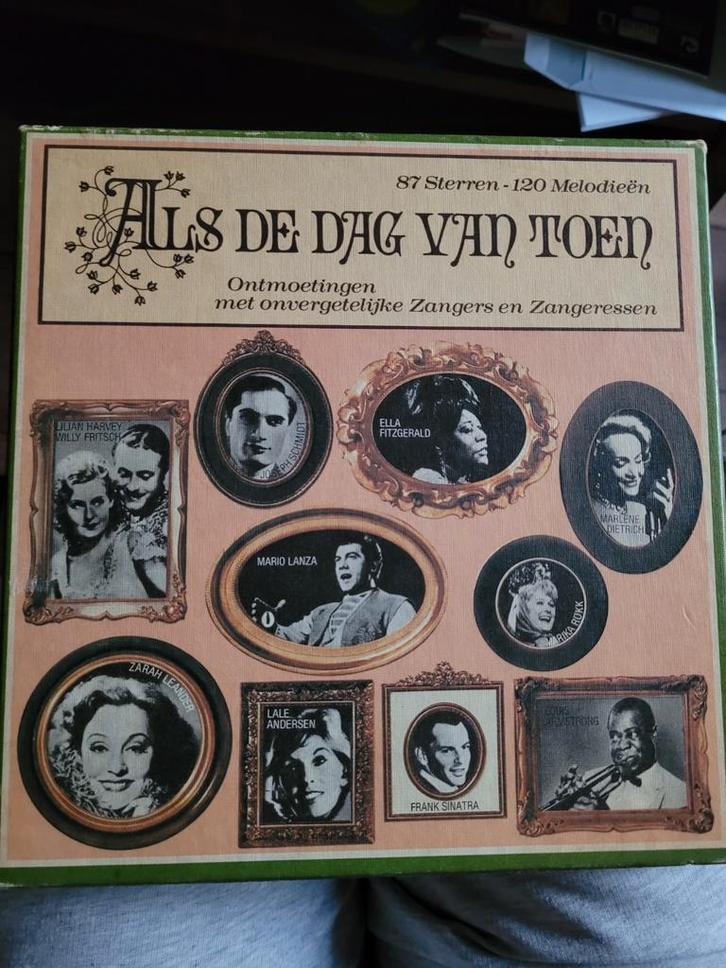 87 Sterren - 120 Melodieën
ALS DE DAG VAN TOEN
Ontmoetingen
met onvergetelijke Zangers en Zangeressen
LILIAN HARVEY
WILLY FRITSCH
JOSEPH SCHMIDT
ELLA
FITZGERALD
MARLENE
DIETRICH
MARIO LANZA
MARIKA RÖKK
ZARAH LEANDER
LALE
ANDERSEN
FRANK SINATRA
LOUIS
ARMSTRONG